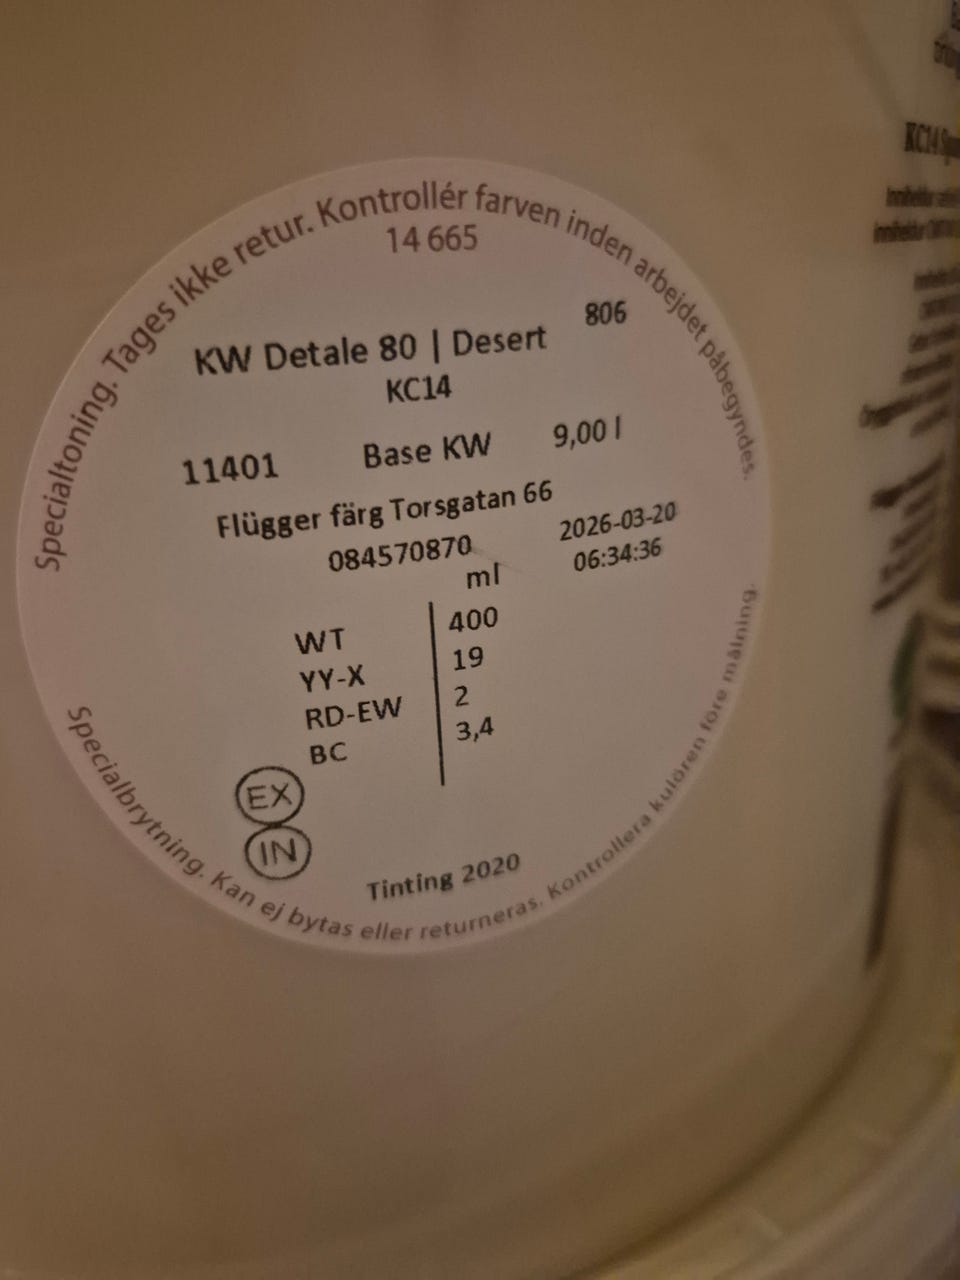 Specialtoning. Tages ikke retur. Kontrollér farven inden arbejdet påbegyndes.
14 665
806
KW Detale 80 | Desert
KC14
11401 Base KW 9,00 l
Flügger färg Torsgatan 66
084570870 2026-03-20
ml 06:34:36
WT 400
YY-X 19
RD-EW 2
BC 3,4
EX
IN
Tinting 2020
Specialbrytning. Kan ej bytas eller returneras. Kontrollera kulören före målning.
KC14